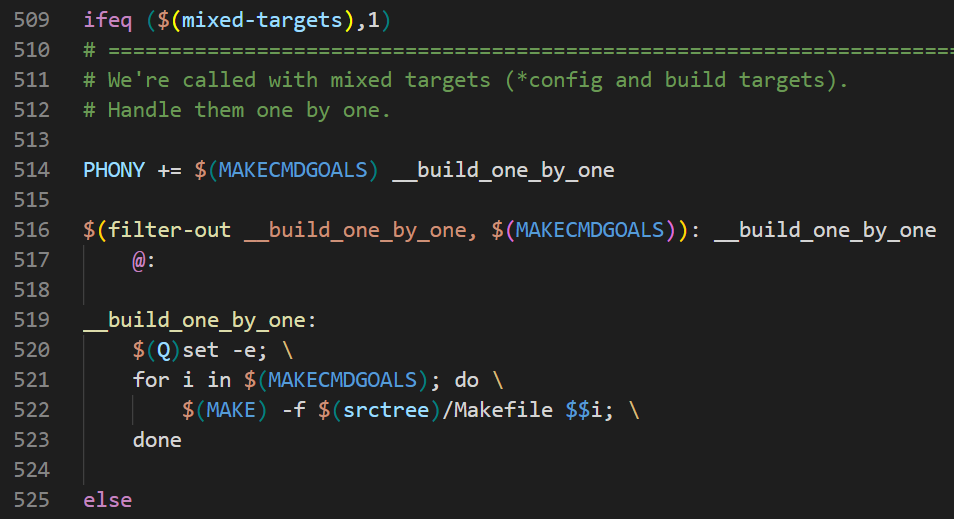 509 ifeq ($(mixed-targets),1)
510 # =====================================================================
511 # We're called with mixed targets (*config and build targets).
512 # Handle them one by one.
513
514 PHONY += $(MAKECMDGOALS) __build_one_by_one
515
516 $(filter-out __build_one_by_one, $(MAKECMDGOALS)): __build_one_by_one
517     @:
518
519 __build_one_by_one:
520     $(Q)set -e; \
521     for i in $(MAKECMDGOALS); do \
522         $(MAKE) -f $(srctree)/Makefile $$i; \
523     done
524
525 else